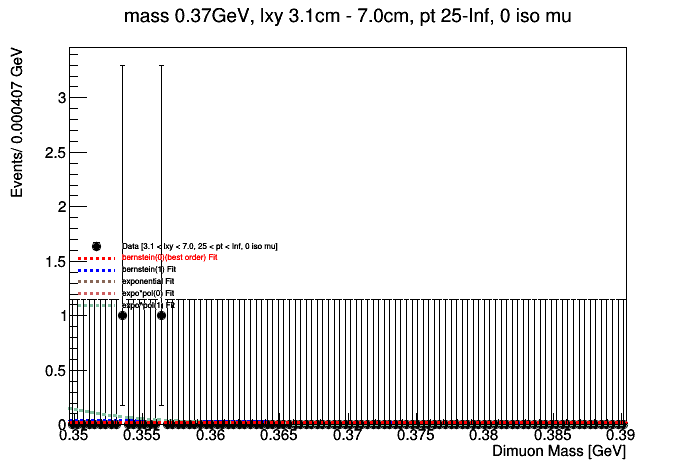 mass 0.37GeV, lxy 3.1cm - 7.0cm, pt 25-Inf, 0 iso mu
Events/ 0.000407 GeV
3
2.5
2
1.5
1
0.5
0
Data [3.1 < lxy < 7.0, 25 < pt < Inf, 0 iso mu]
bernstein(0)(best order) Fit
bernstein(1) Fit
exponential Fit
expo*pol(0) Fit
expo*pol(1) Fit
0.35 0.355 0.36 0.365 0.37 0.375 0.38 0.385 0.39
Dimuon Mass [GeV]